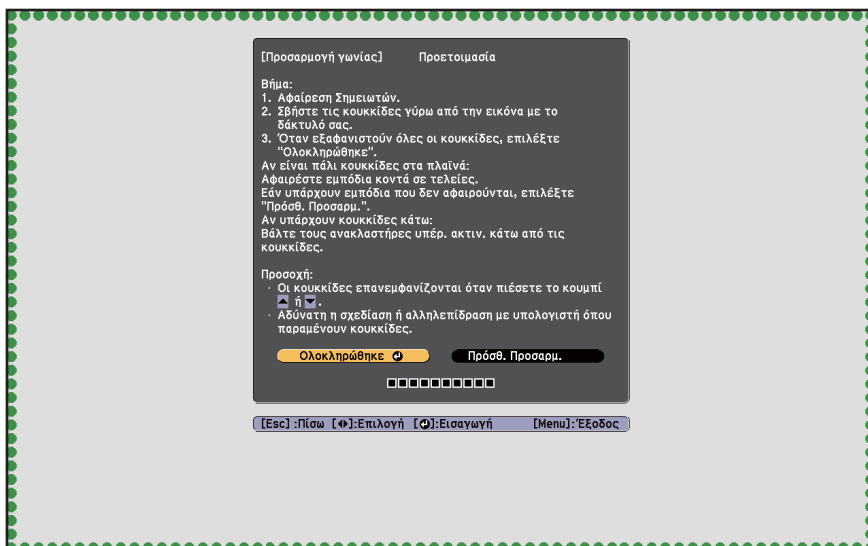 [Προσαρμογή γωνίας] Προετοιμασία
Βήμα:
1. Αφαίρεση Σημειωτών.
2. Σβήστε τις κουκκίδες γύρω από την εικόνα με το
δάκτυλό σας.
3. Όταν εξαφανιστούν όλες οι κουκκίδες, επιλέξτε
"Ολοκληρώθηκε".
Αν είναι πάλι κουκκίδες στα πλαϊνά:
Αφαιρέστε εμπόδια κοντά σε τελείες.
Εάν υπάρχουν εμπόδια που δεν αφαιρούνται, επιλέξτε
"Πρόσθ. Προσαρμ.".
Αν υπάρχουν κουκκίδες κάτω:
Βάλτε τους ανακλαστήρες υπέρ. ακτιν. κάτω από τις
κουκκίδες.
Προσοχή:
· Οι κουκκίδες επανεμφανίζονται όταν πιέσετε το κουμπί
▲ ή ▼.
· Αδύνατη η σχεδίαση ή αλληλεπίδραση με υπολογιστή όπου
παραμένουν κουκκίδες.
Ολοκληρώθηκε Πρόσθ. Προσαρμ.
[Esc] :Πίσω [◆]:Επιλογή [⏎]:Εισαγωγή [Menu]:Έξοδος